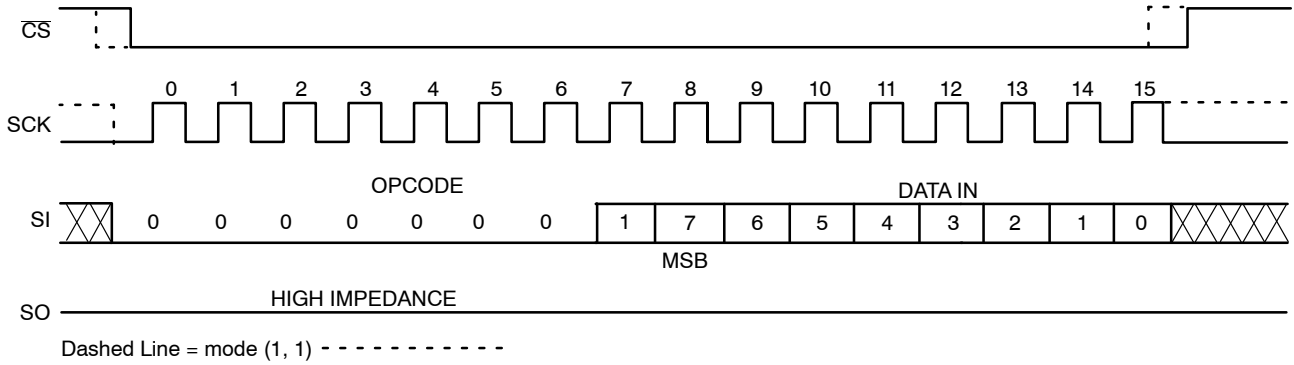 CS
0 1 2 3 4 5 6 7 8 9 10 11 12 13 14 15
SCK
OPCODE DATA IN
SI 0 0 0 0 0 0 0 1 7 6 5 4 3 2 1 0
MSB
HIGH IMPEDANCE
SO
Dashed Line = mode (1, 1)